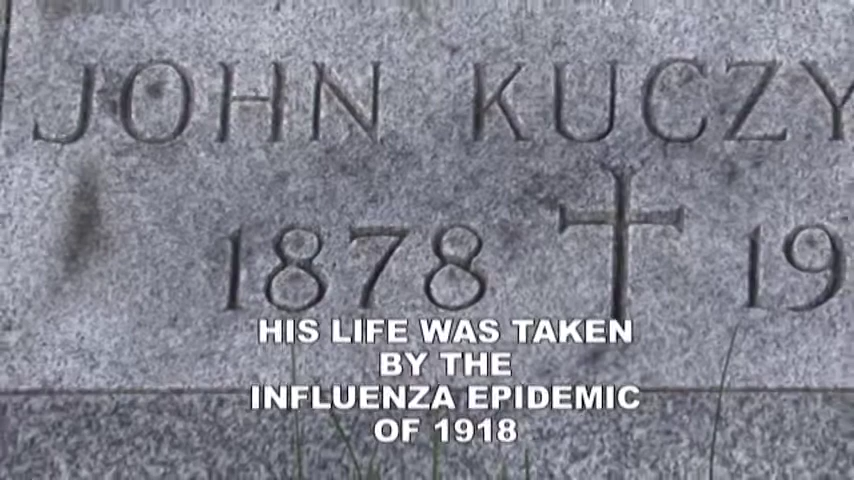 JOHN KUCZY
1878 19
HIS LIFE WAS TAKEN
BY THE
INFLUENZA EPIDEMIC
OF 1918